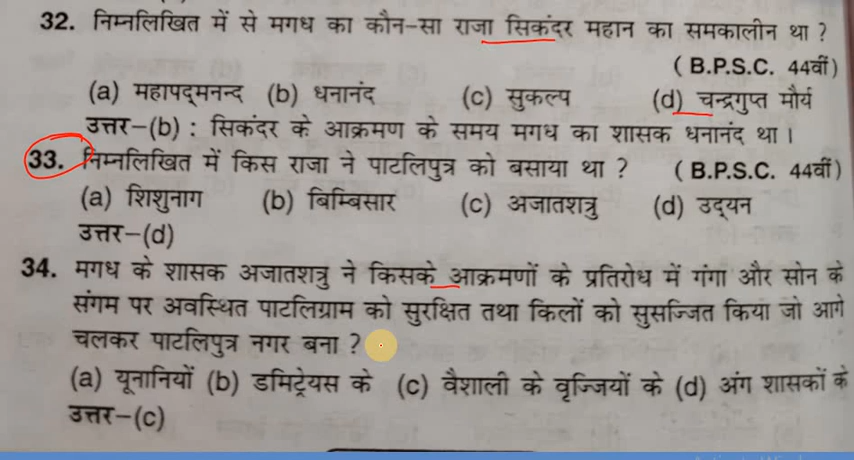 32. निम्नलिखित में से मगध का कौन-सा राजा सिकंदर महान का समकालीन था ?
( B.P.S.C. 44वीं )
(a) महापद्मनन्द (b) धनानंद (c) सुकल्प (d) चन्द्रगुप्त मौर्य
उत्तर-(b) : सिकंदर के आक्रमण के समय मगध का शासक धनानंद था ।
33. निम्नलिखित में किस राजा ने पाटलिपुत्र को बसाया था ? ( B.P.S.C. 44वीं )
(a) शिशुनाग (b) बिम्बिसार (c) अजातशत्रु (d) उद्यन
उत्तर-(d)
34. मगध के शासक अजातशत्रु ने किसके आक्रमणों के प्रतिरोध में गंगा और सोन के
संगम पर अवस्थित पाटलिग्राम को सुरक्षित तथा किलों को सुसज्जित किया जो आगे
चलकर पाटलिपुत्र नगर बना ?
(a) यूनानियों (b) डमिट्रेयस के (c) वैशाली के वृज्जियों के (d) अंग शासकों के
उत्तर-(c)